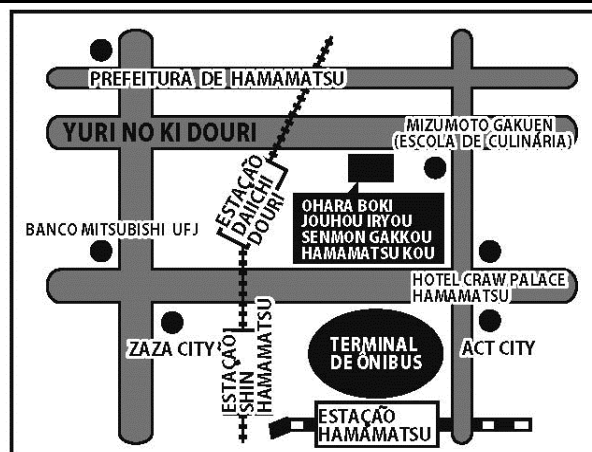 PREFEITURA DE HAMAMATSU
YURI NO KI DOURI
MIZUMOTO GAKUEN
(ESCOLA DE CULINÁRIA)
ESTAÇÃO
DAIICHI
DOURI
OHARA BOKI
JOUHOU IRYOU
SENMON GAKKOU
HAMAMATSU KOU
BANCO MITSUBISHI UFJ
HOTEL CRAW PALACE
HAMAMATSU
ZAZA CITY
ESTAÇÃO
SHIN
HAMAMATSU
TERMINAL
DE ÔNIBUS
ACT CITY
ESTAÇÃO
HAMAMATSU